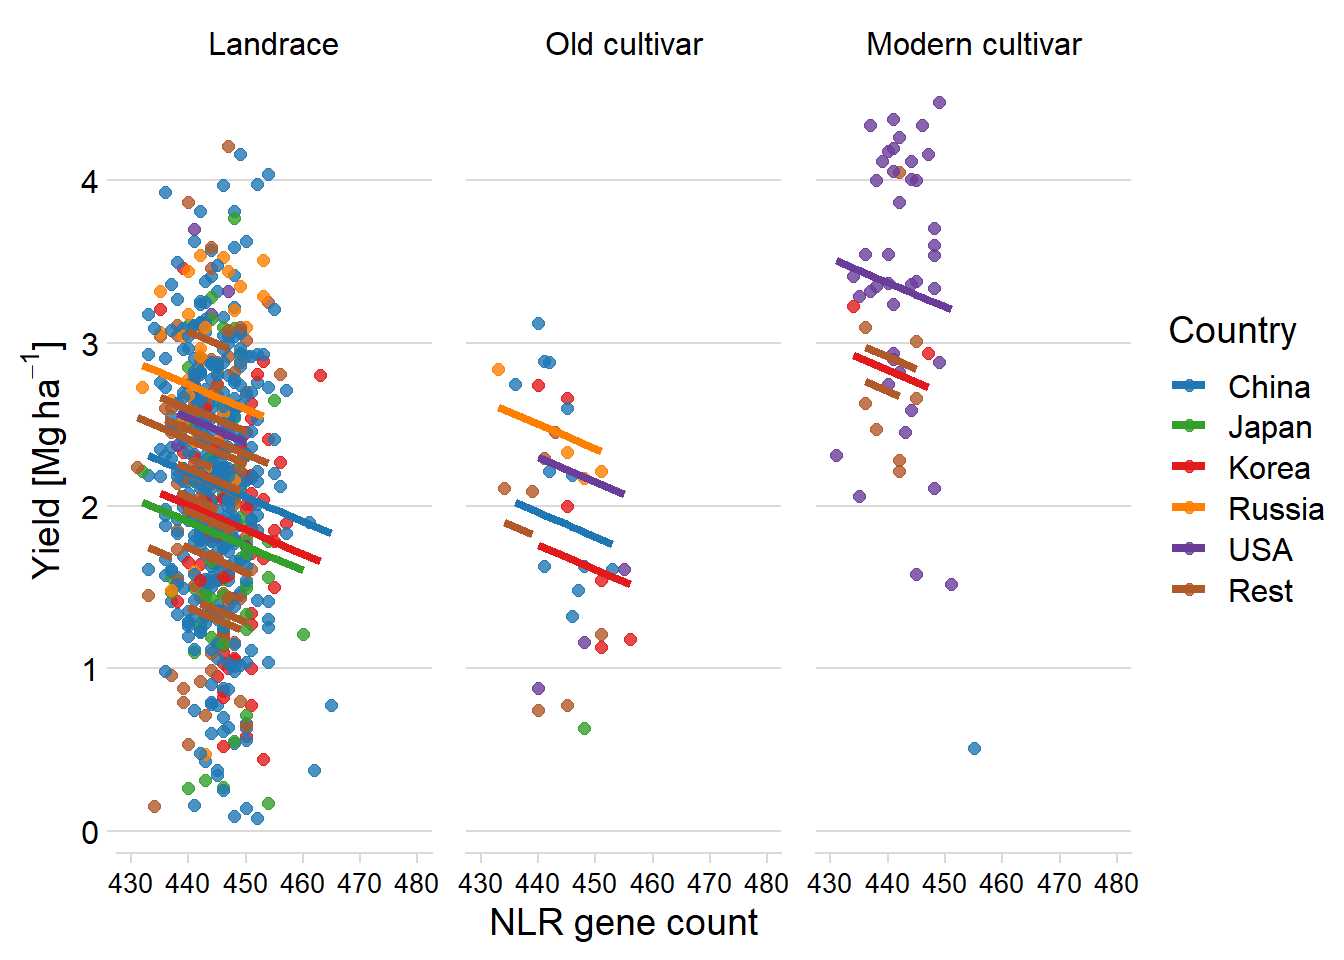 Landrace Old cultivar Modern cultivar
4
3
2
1
0
Yield [Mg ha⁻¹]
430 440 450 460 470 480 430 440 450 460 470 480 430 440 450 460 470 480
NLR gene count
Country
China
Japan
Korea
Russia
USA
Rest